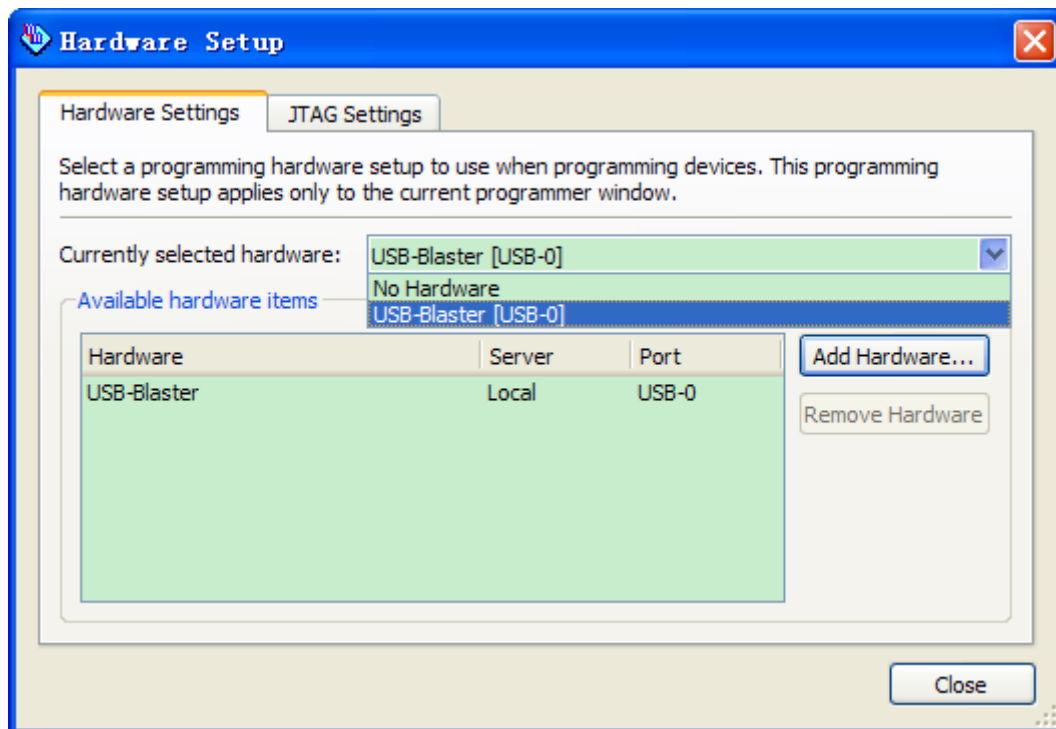 Hardware Setup
Hardware Settings
JTAG Settings
Select a programming hardware setup to use when programming devices. This programming
hardware setup applies only to the current programmer window.
Currently selected hardware:
USB-Blaster [USB-0]
No Hardware
USB-Blaster [USB-0]
Available hardware items
Hardware Server Port
USB-Blaster Local USB-0
Add Hardware...
Remove Hardware
Close